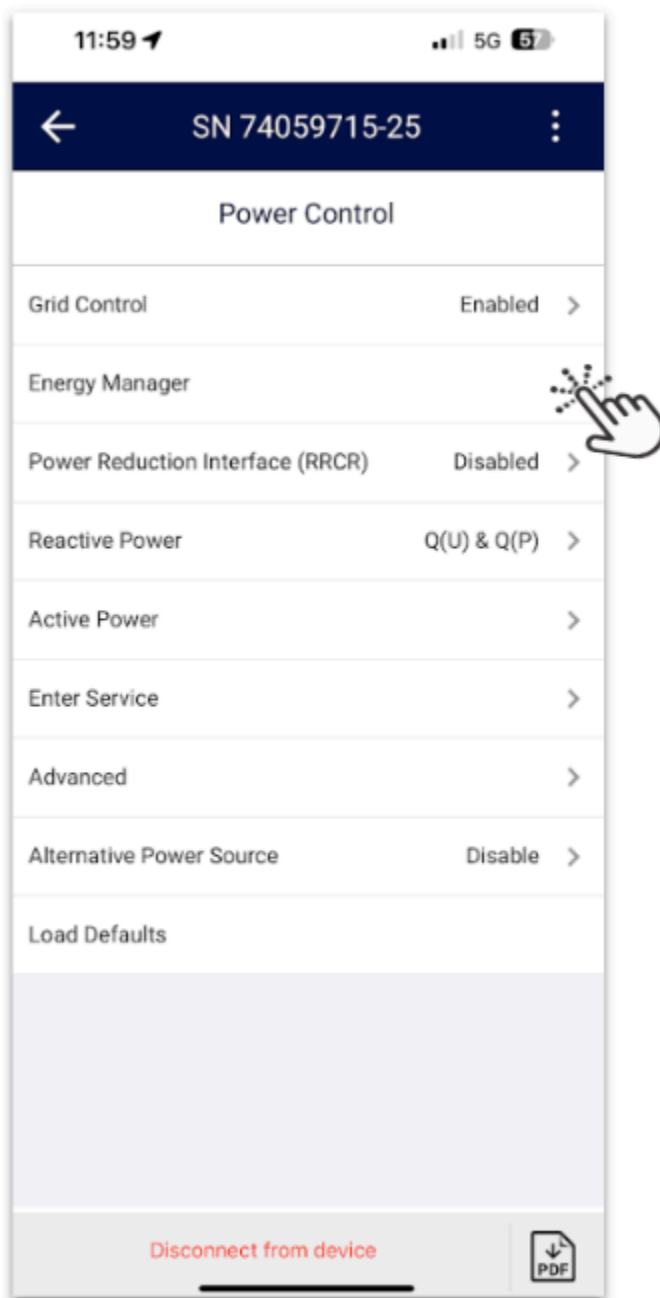 11:59 5G 57
SN 74059715-25
Power Control
Grid Control Enabled
Energy Manager
Power Reduction Interface (RRCR) Disabled
Reactive Power Q(U) & Q(P)
Active Power
Enter Service
Advanced
Alternative Power Source Disable
Load Defaults
Disconnect from device PDF